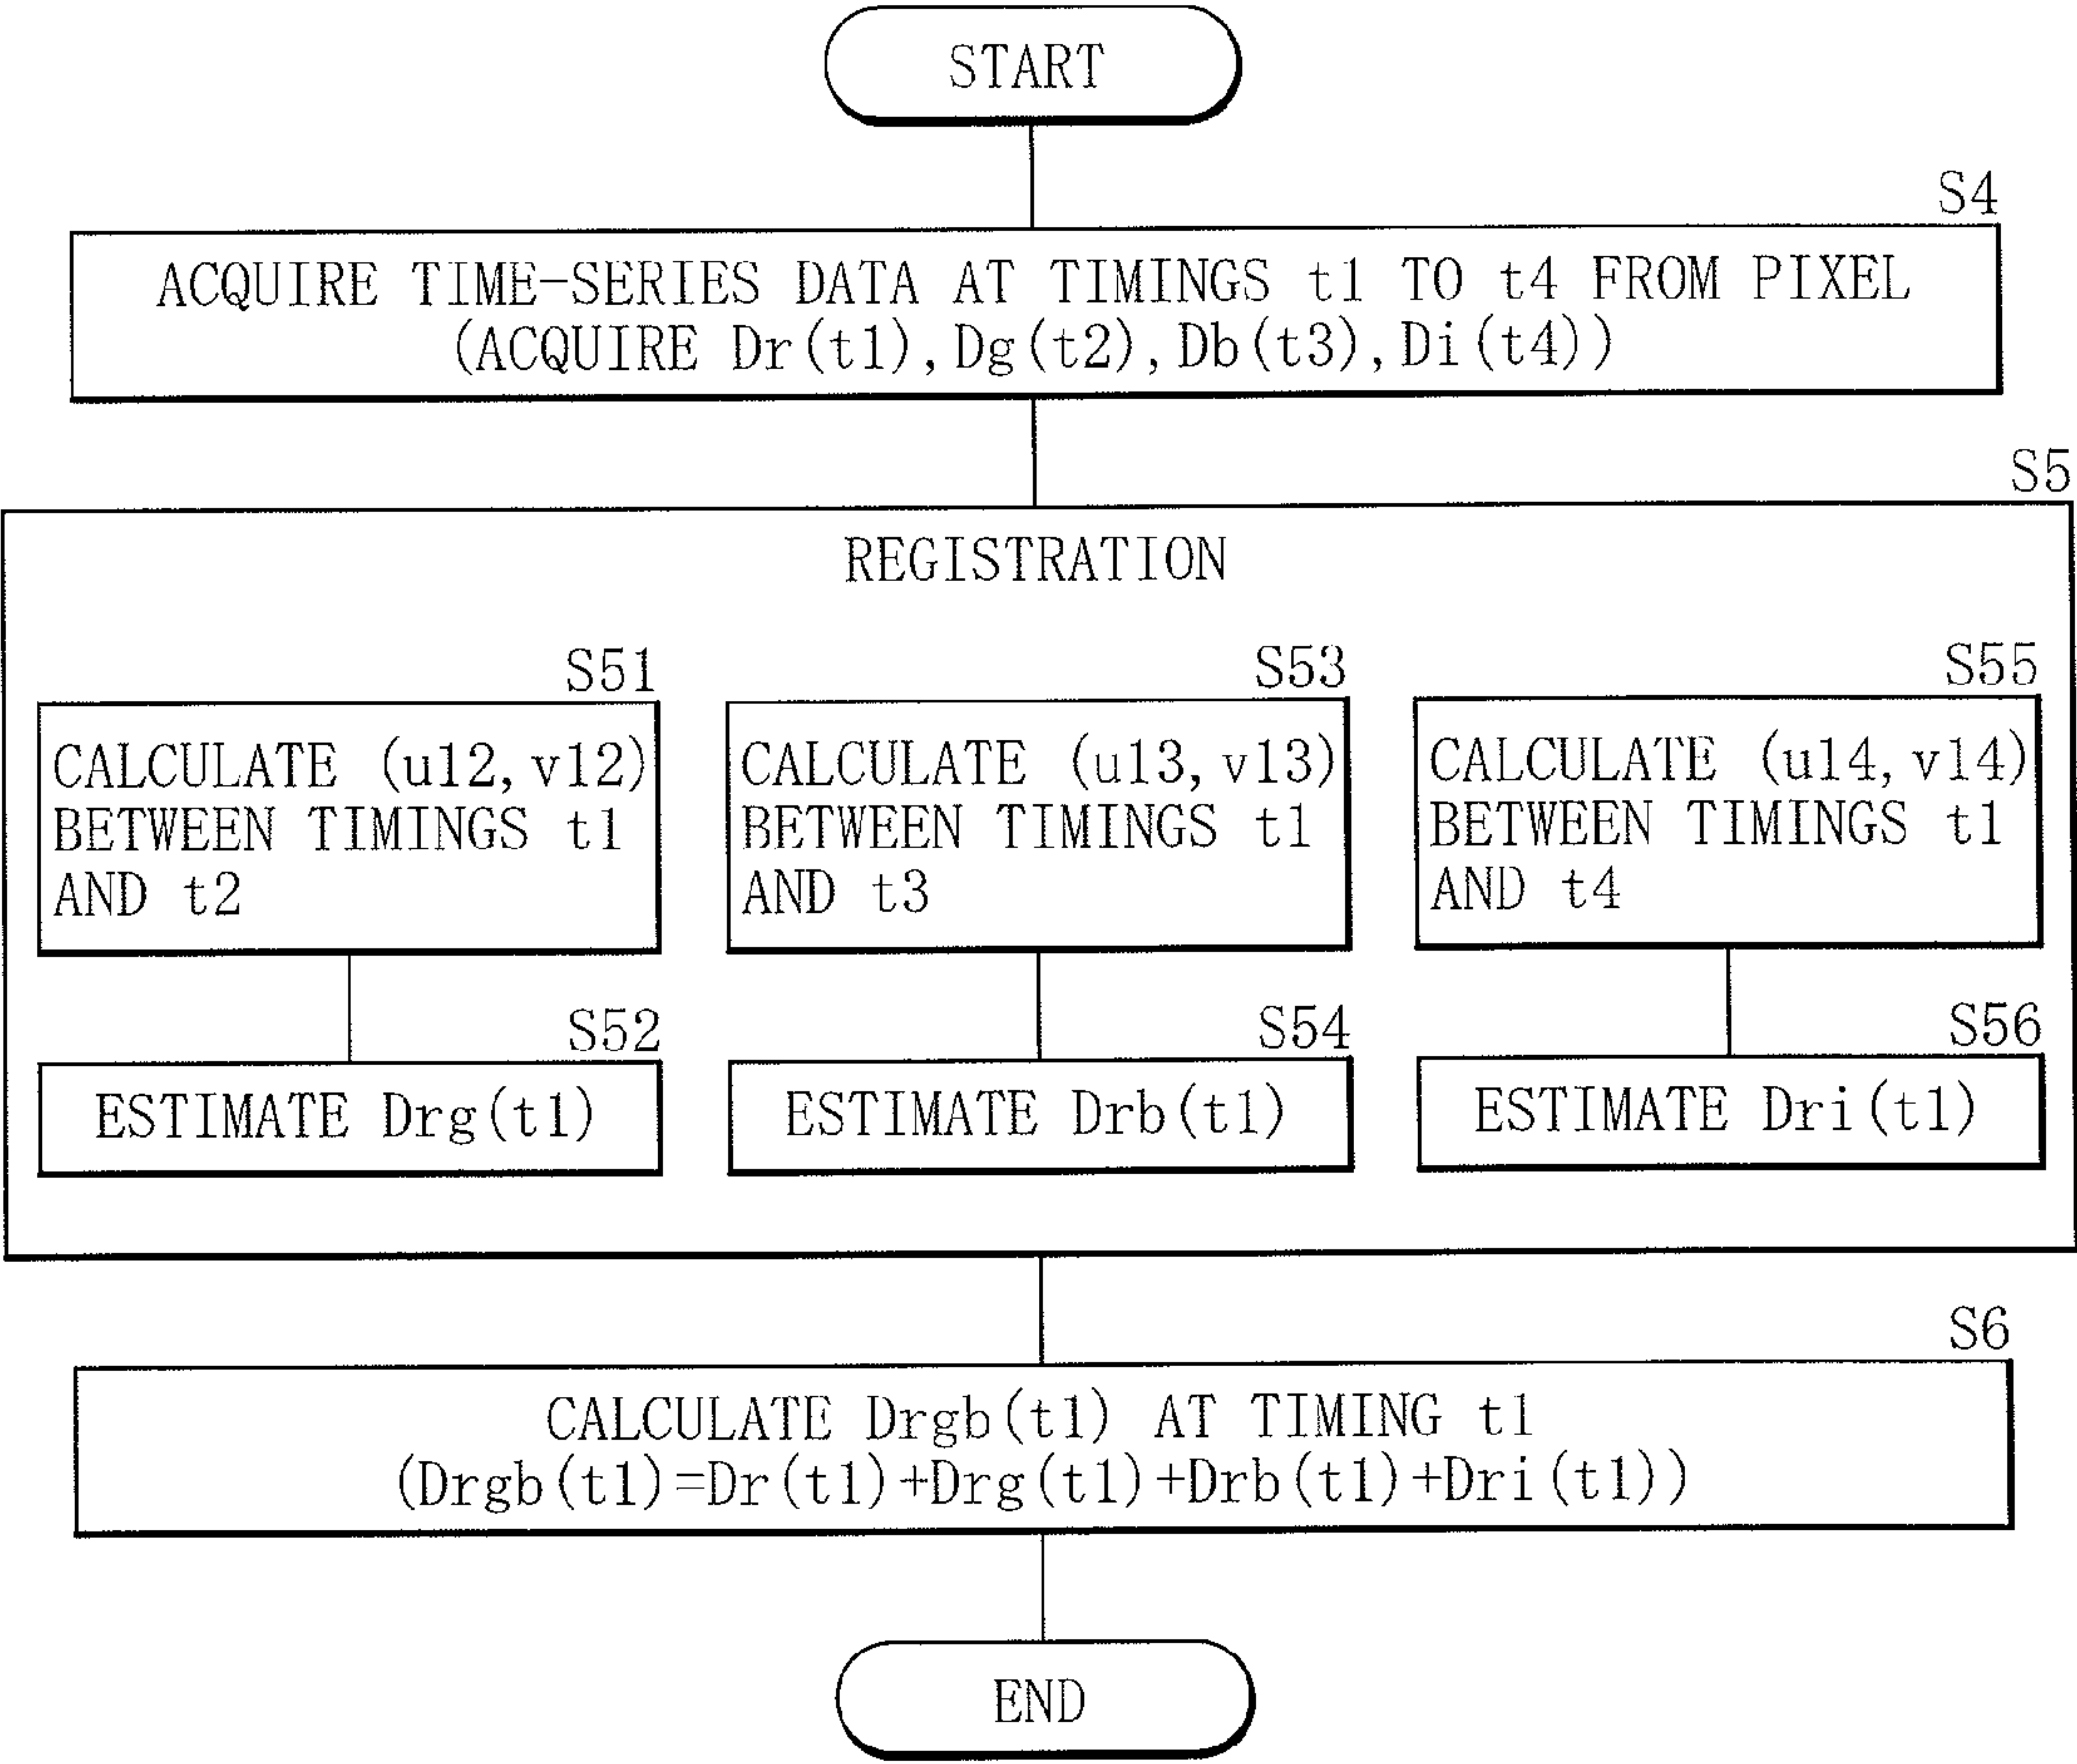 START
S4
ACQUIRE TIME-SERIES DATA AT TIMINGS t1 TO t4 FROM PIXEL
(ACQUIRE Dr(t1),Dg(t2),Db(t3),Di(t4))
S5
REGISTRATION
S51
CALCULATE (u12,v12)
BETWEEN TIMINGS t1
AND t2
S52
ESTIMATE Drg(t1)
S53
CALCULATE (u13,v13)
BETWEEN TIMINGS t1
AND t3
S54
ESTIMATE Drb(t1)
S55
CALCULATE (u14,v14)
BETWEEN TIMINGS t1
AND t4
S56
ESTIMATE Dri(t1)
S6
CALCULATE Drgb(t1) AT TIMING t1
(Drgb(t1)=Dr(t1)+Drg(t1)+Drb(t1)+Dri(t1))
END